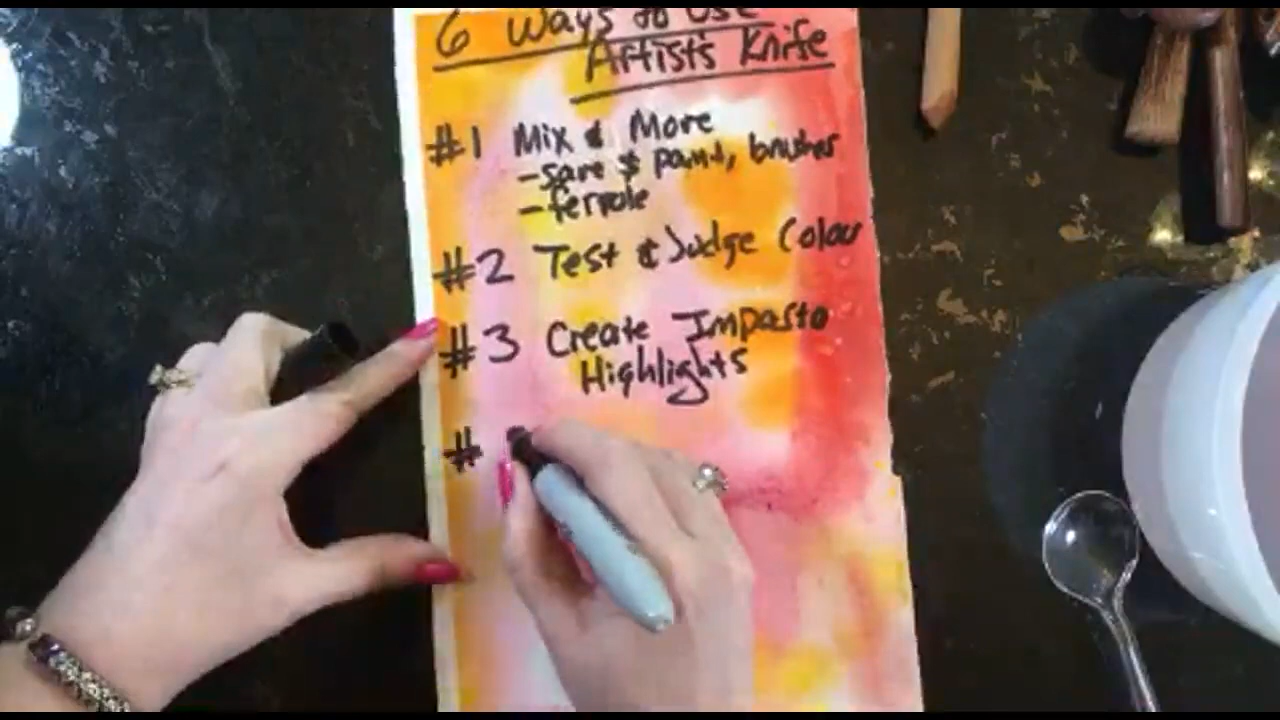 6 Ways to Use
Artist's Knife
#1 Mix & More
- save $ paint, brushes
- ferrule
#2 Test & Judge Colour
#3 Create Impasto
Highlights
#